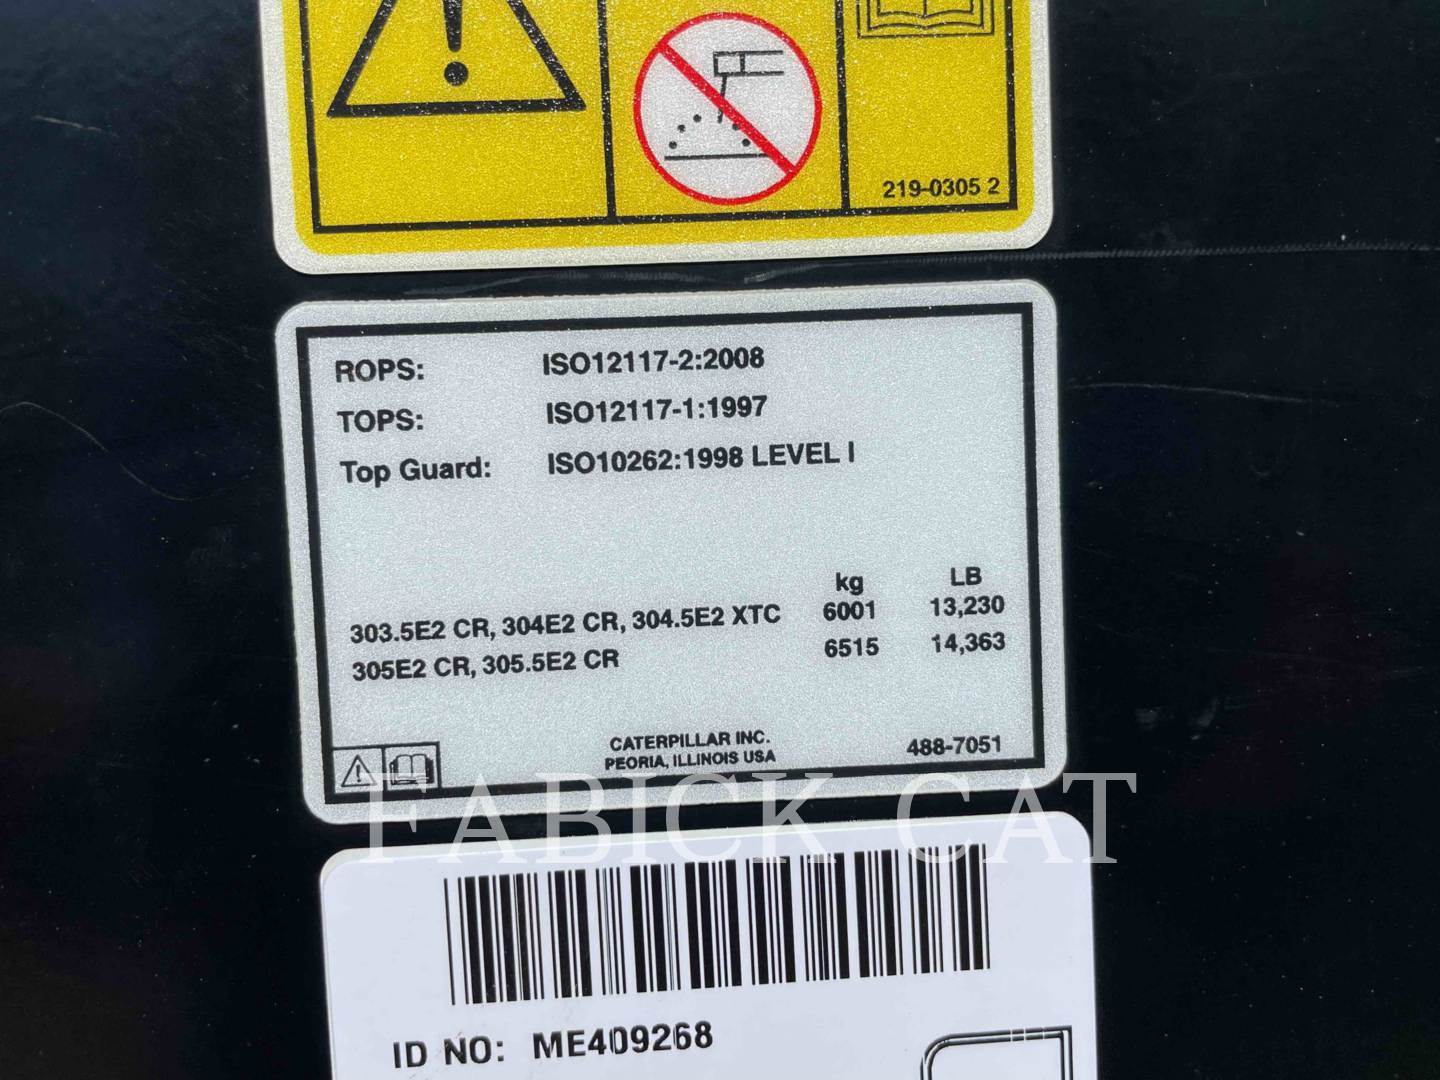 219-0305 2
ROPS: ISO12117-2:2008
TOPS: ISO12117-1:1997
Top Guard: ISO10262:1998 LEVEL I
kg LB
303.5E2 CR, 304E2 CR, 304.5E2 XTC 6001 13,230
305E2 CR, 305.5E2 CR 6515 14,363
CATERPILLAR INC.
PEORIA, ILLINOIS USA
488-7051
FABICK CAT
ID NO: ME409268